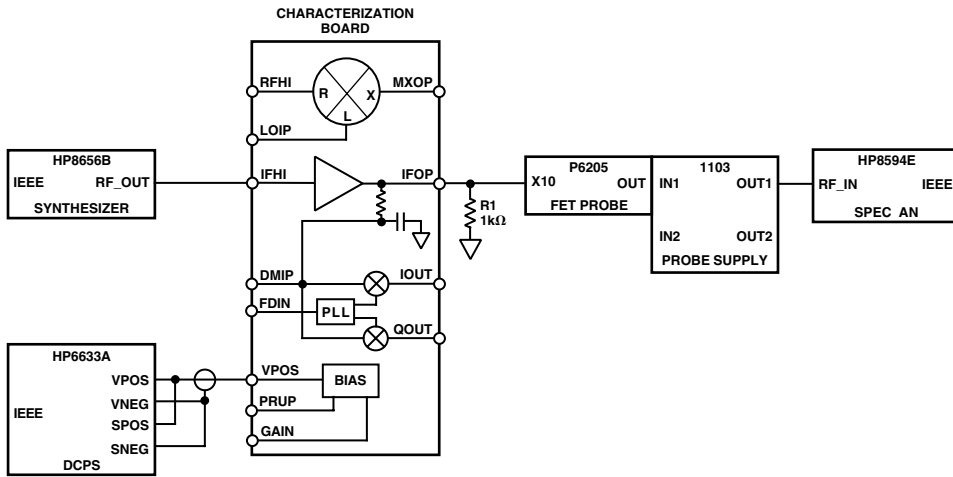 CHARACTERIZATION
BOARD
RFHI
R
X
L
MXOP
LOIP
HP8656B
IEEE
RF_OUT
SYNTHESIZER
IFHI
IFOP
R1
1kΩ
P6205
X10
OUT
FET PROBE
1103
IN1
OUT1
IN2
OUT2
PROBE SUPPLY
HP8594E
RF_IN
IEEE
SPEC AN
DMIP
IOUT
FDIN
PLL
QOUT
HP6633A
VPOS
VNEG
IEEE
SPOS
SNEG
DCPS
VPOS
BIAS
PRUP
GAIN